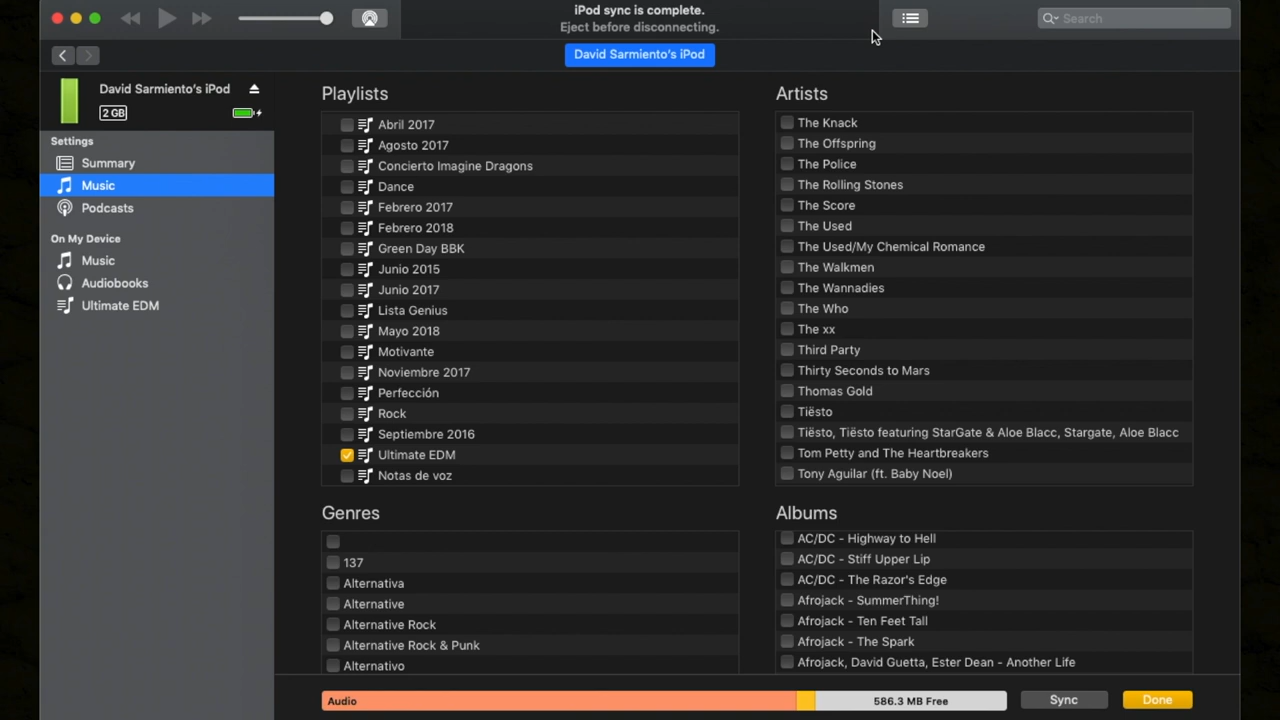 iPod sync is complete.
Eject before disconnecting.
Search
David Sarmiento's iPod
David Sarmiento's iPod
2 GB
Settings
Summary
Music
Podcasts
On My Device
Music
Audiobooks
Ultimate EDM
Playlists
Abril 2017
Agosto 2017
Concierto Imagine Dragons
Dance
Febrero 2017
Febrero 2018
Green Day BBK
Junio 2015
Junio 2017
Lista Genius
Mayo 2018
Motivante
Noviembre 2017
Perfección
Rock
Septiembre 2016
Ultimate EDM
Notas de voz
Artists
The Knack
The Offspring
The Police
The Rolling Stones
The Score
The Used
The Used/My Chemical Romance
The Walkmen
The Wannadies
The Who
The xx
Third Party
Thirty Seconds to Mars
Thomas Gold
Tiësto
Tiësto, Tiësto featuring StarGate & Aloe Blacc, Stargate, Aloe Blacc
Tom Petty and The Heartbreakers
Tony Aguilar (ft. Baby Noel)
Genres
137
Alternativa
Alternative
Alternative Rock
Alternative Rock & Punk
Alternativo
Albums
AC/DC - Highway to Hell
AC/DC - Stiff Upper Lip
AC/DC - The Razor's Edge
Afrojack - SummerThing!
Afrojack - Ten Feet Tall
Afrojack - The Spark
Afrojack, David Guetta, Ester Dean - Another Life
Audio
586.3 MB Free
Sync
Done